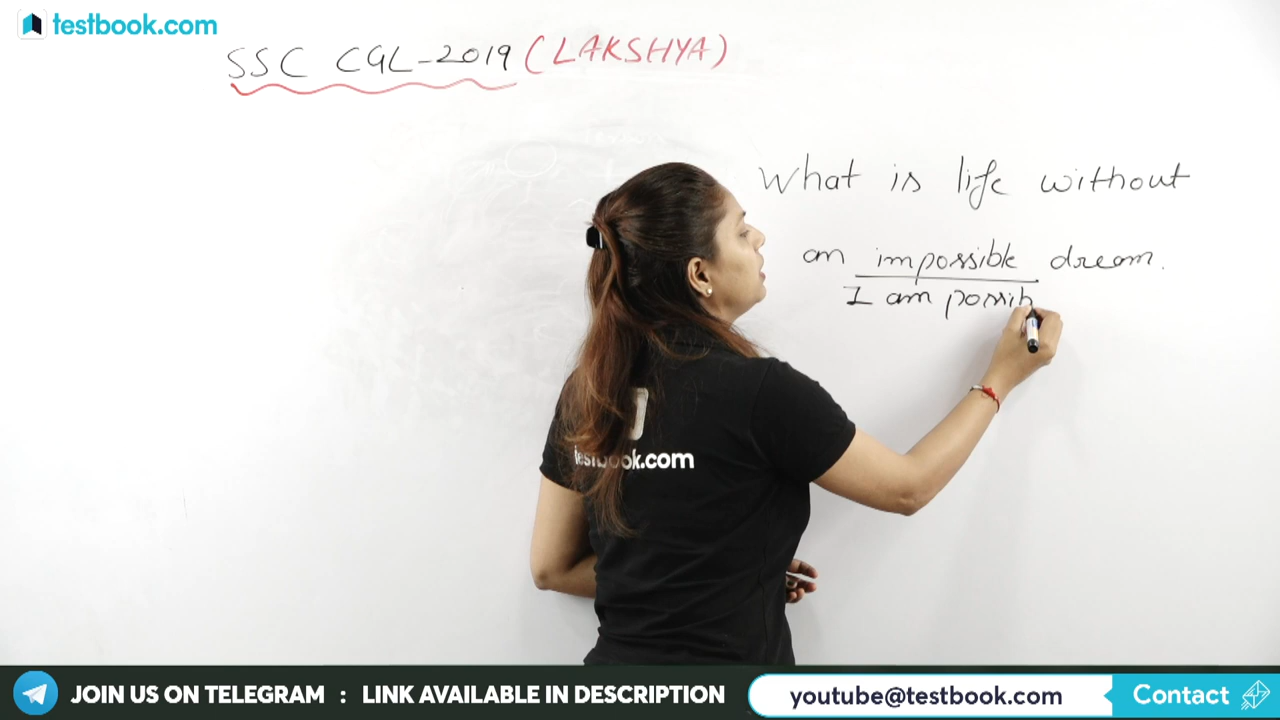 testbook.com
SSC CGL-2019 (LAKSHYA)
What is life without
an impossible dream.
I am possib
testbook.com
JOIN US ON TELEGRAM : LINK AVAILABLE IN DESCRIPTION
youtube@testbook.com
Contact